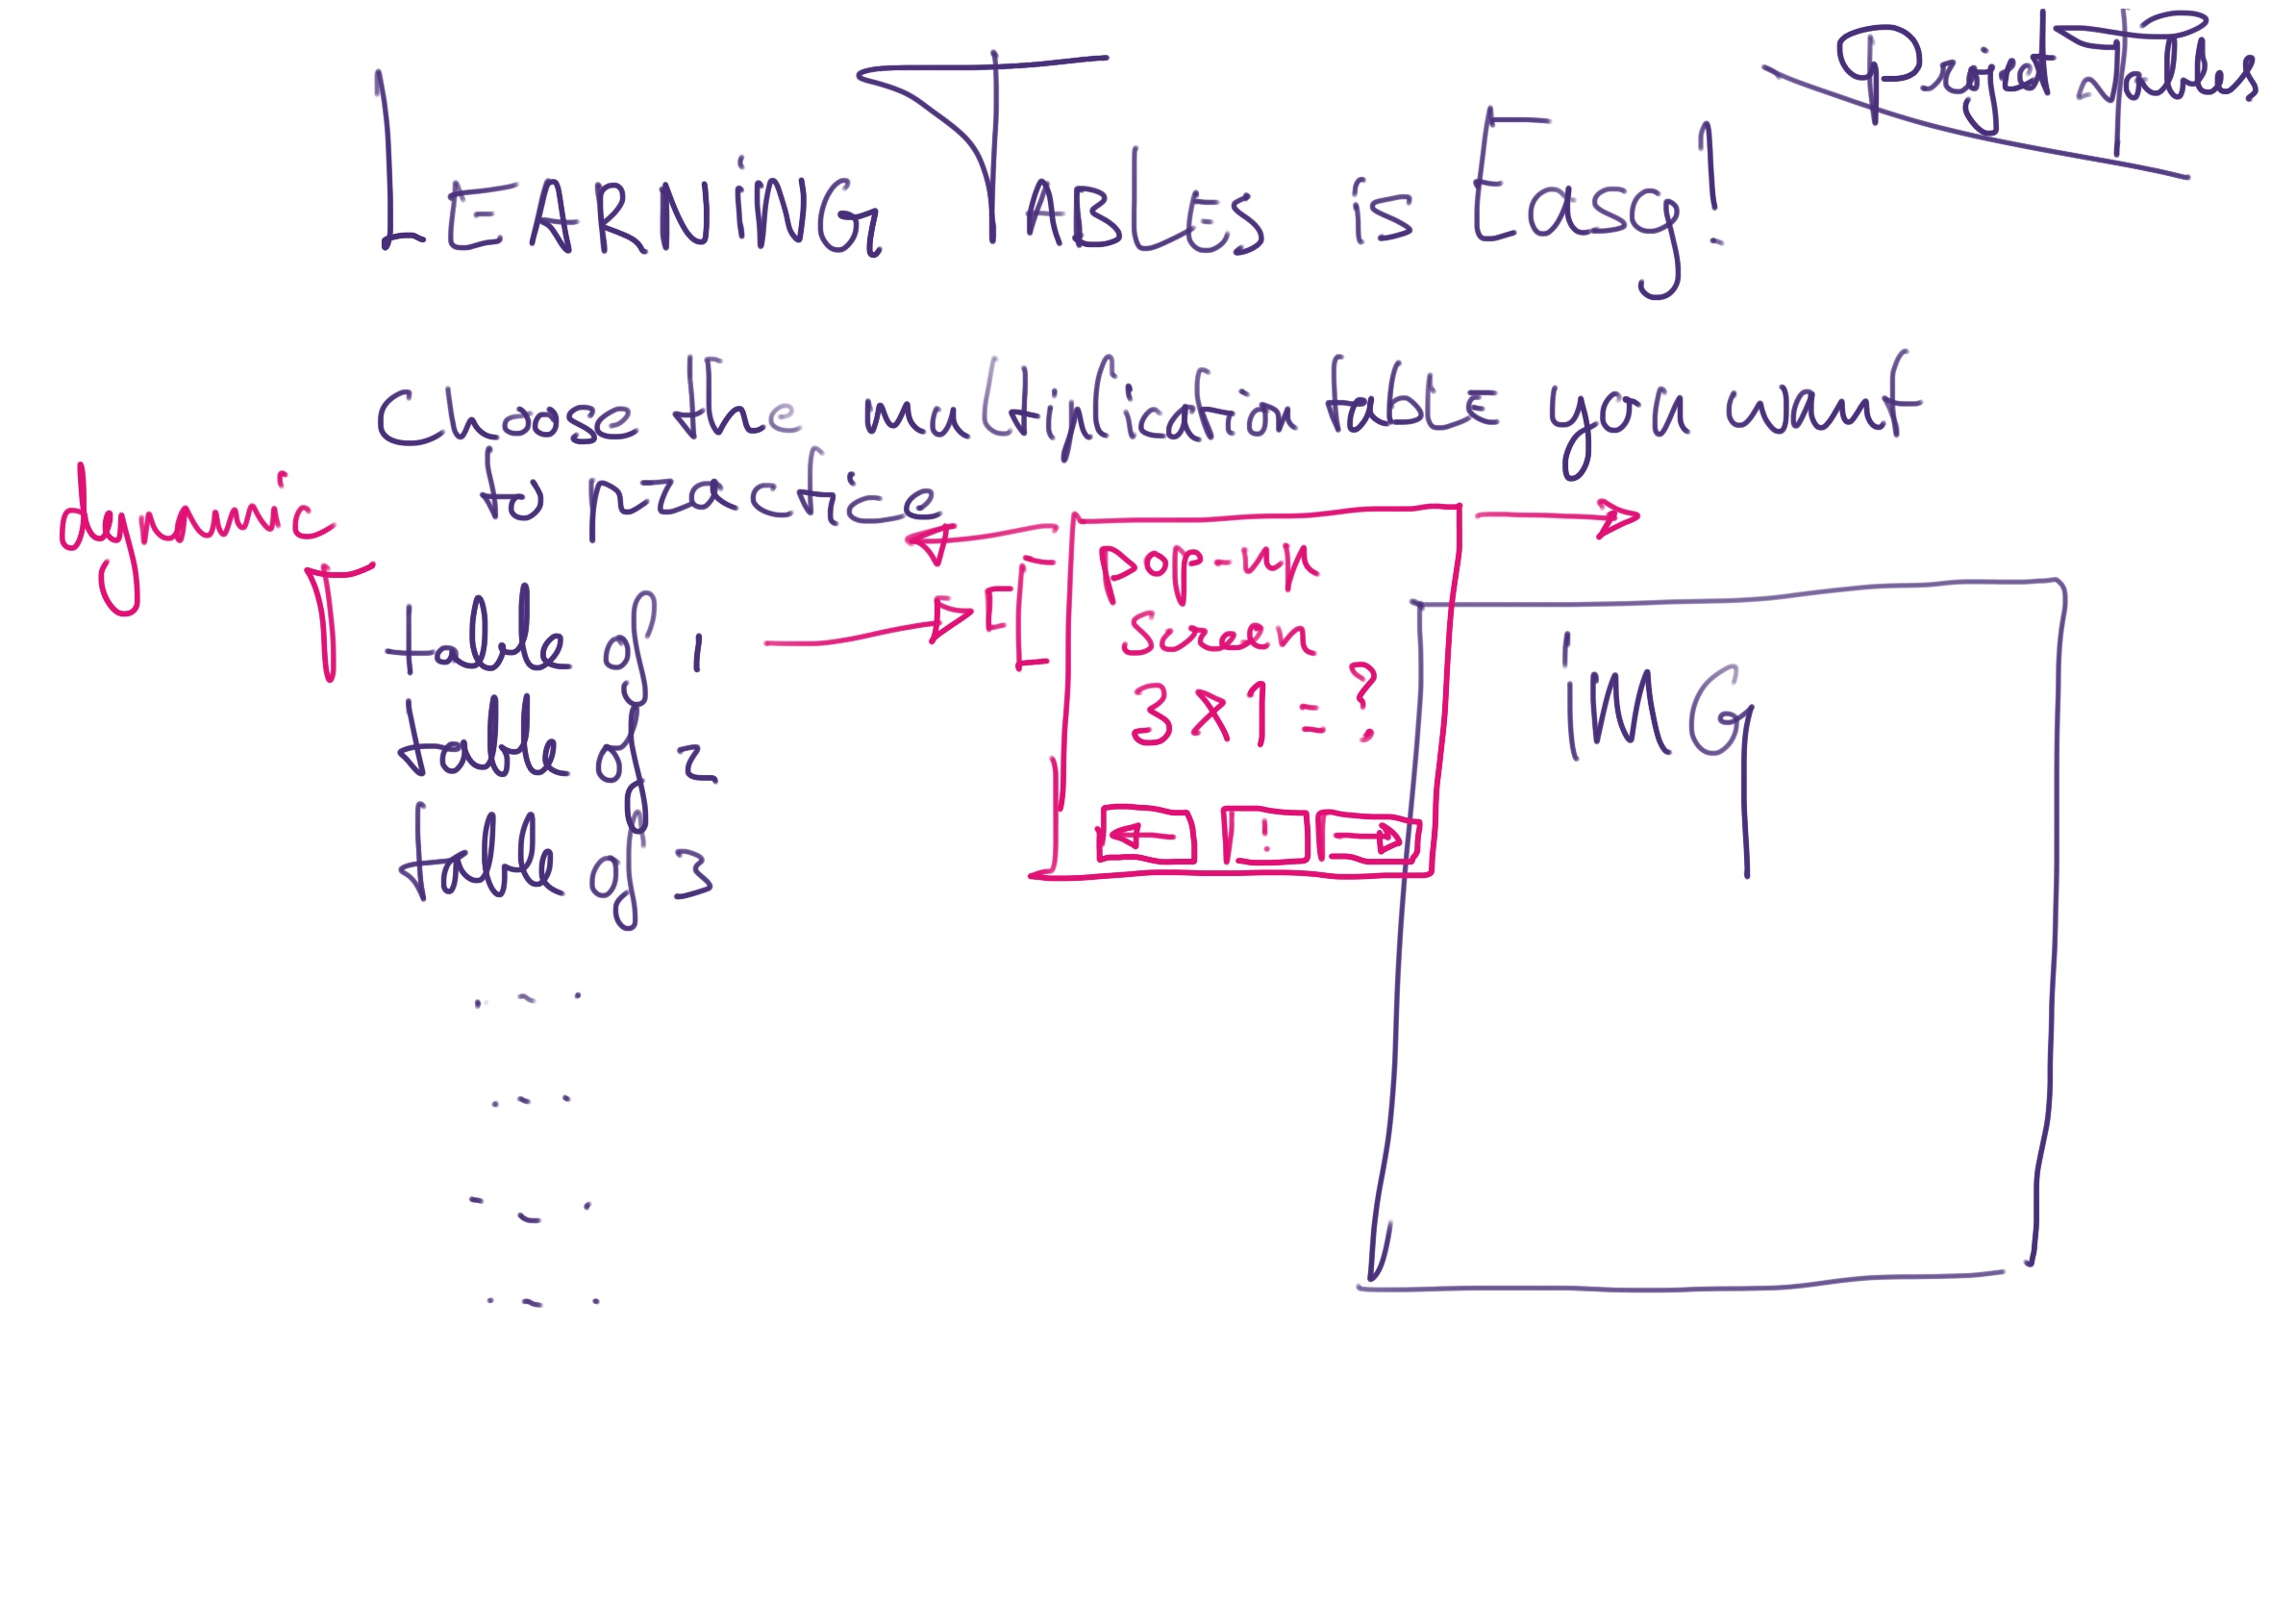 Project Tables
LEARNiNG TABLES is Easy!
Choose the multiplication table you want
to practice
dynamic
pop-up
screen
3 x 1 = ?
!
table of 1
table of 2
table of 3
. - .
. - .
- - .
. - .
iMG